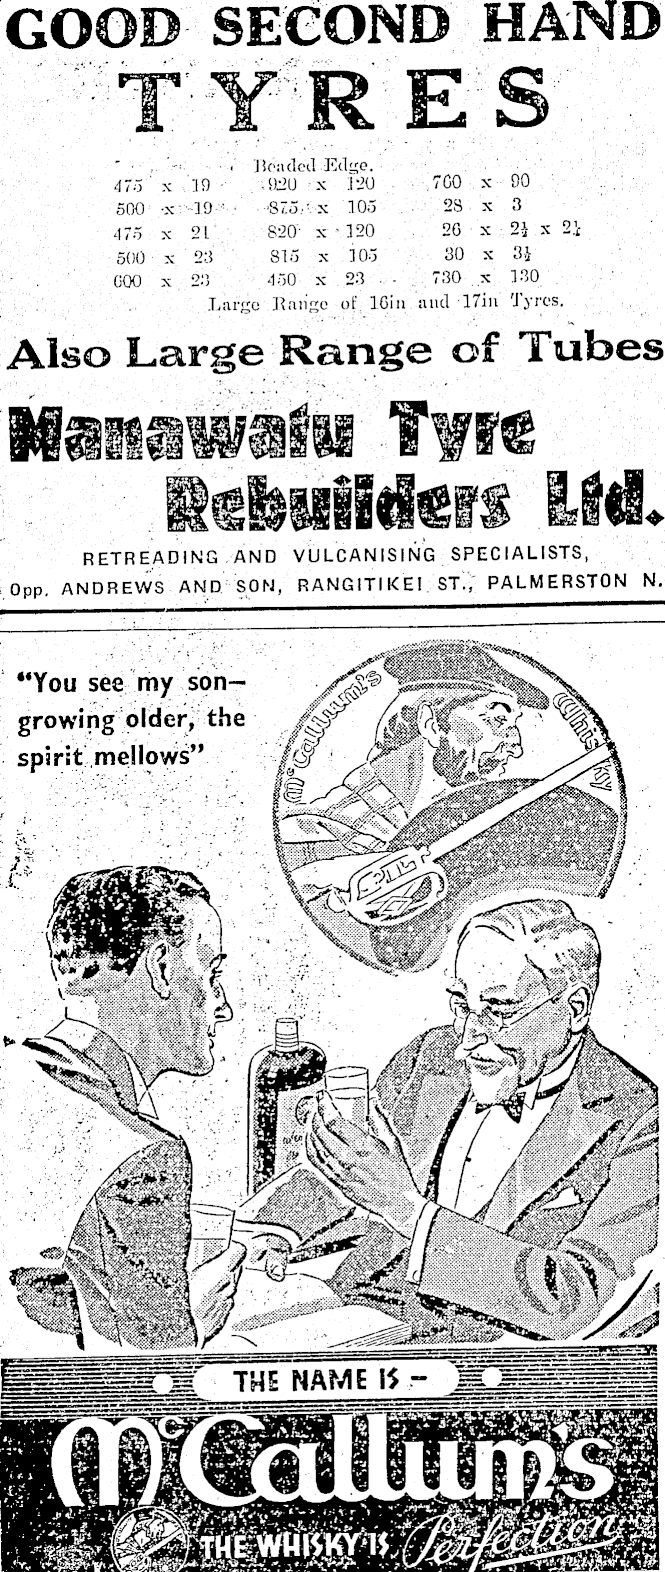 GOOD SECOND HAND
TYRES
Beaded Edge.
475 x 19 920 x 120 760 x 90
500 x 19 875 x 105 28 x 3
475 x 21 820 x 120 26 x 2½ x 2¼
500 x 23 815 x 105 30 x 3½
600 x 23 450 x 23 730 x 130
Large Range of 16in and 17in Tyres.
Also Large Range of Tubes
Manawatu Tyre
Rebuilders Ltd.
RETREADING AND VULCANISING SPECIALISTS,
Opp. ANDREWS AND SON, RANGITIKEI ST., PALMERSTON N.
"You see my son—
growing older, the
spirit mellows"
McCallum's Whisky
THE NAME IS –
McCallum's
THE WHISKY IS Perfection